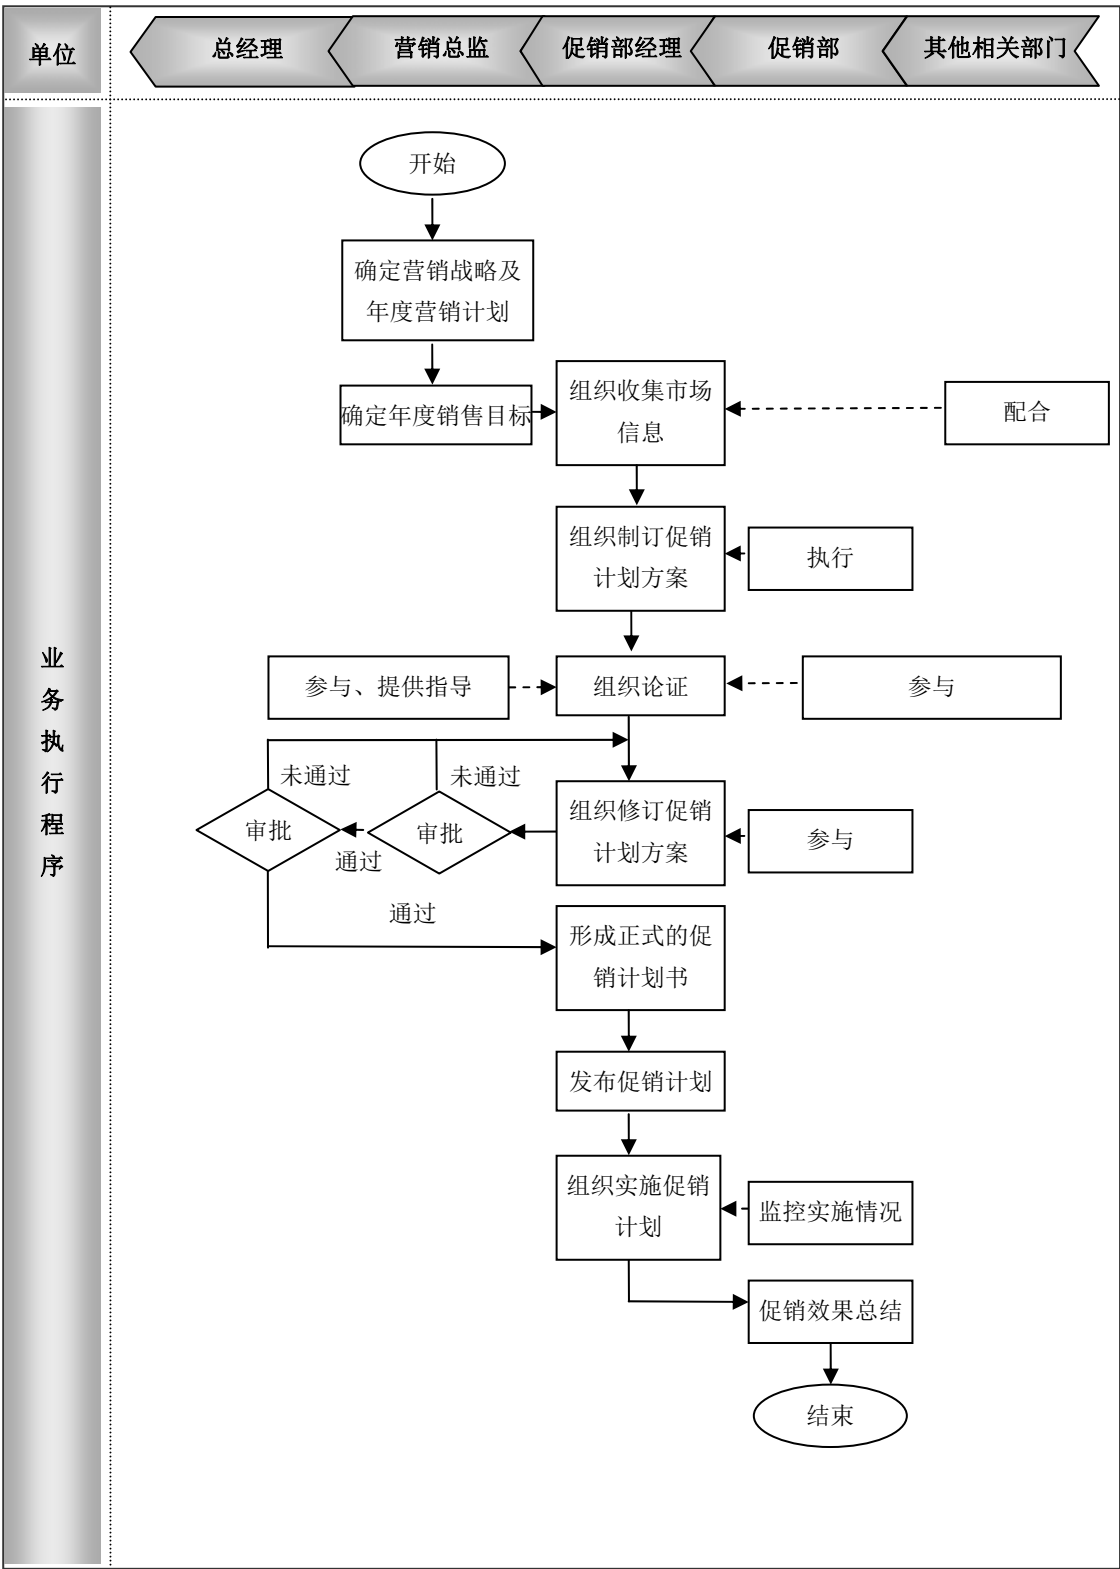 单位
总经理
营销总监
促销部经理
促销部
其他相关部门
业
务
执
行
程
序
开始
确定营销战略及
年度营销计划
确定年度销售目标
组织收集市场
信息
配合
组织制订促销
计划方案
执行
参与、提供指导
组织论证
参与
未通过
未通过
审批
通过
审批
组织修订促销
计划方案
参与
通过
形成正式的促
销计划书
发布促销计划
组织实施促销
计划
监控实施情况
促销效果总结
结束